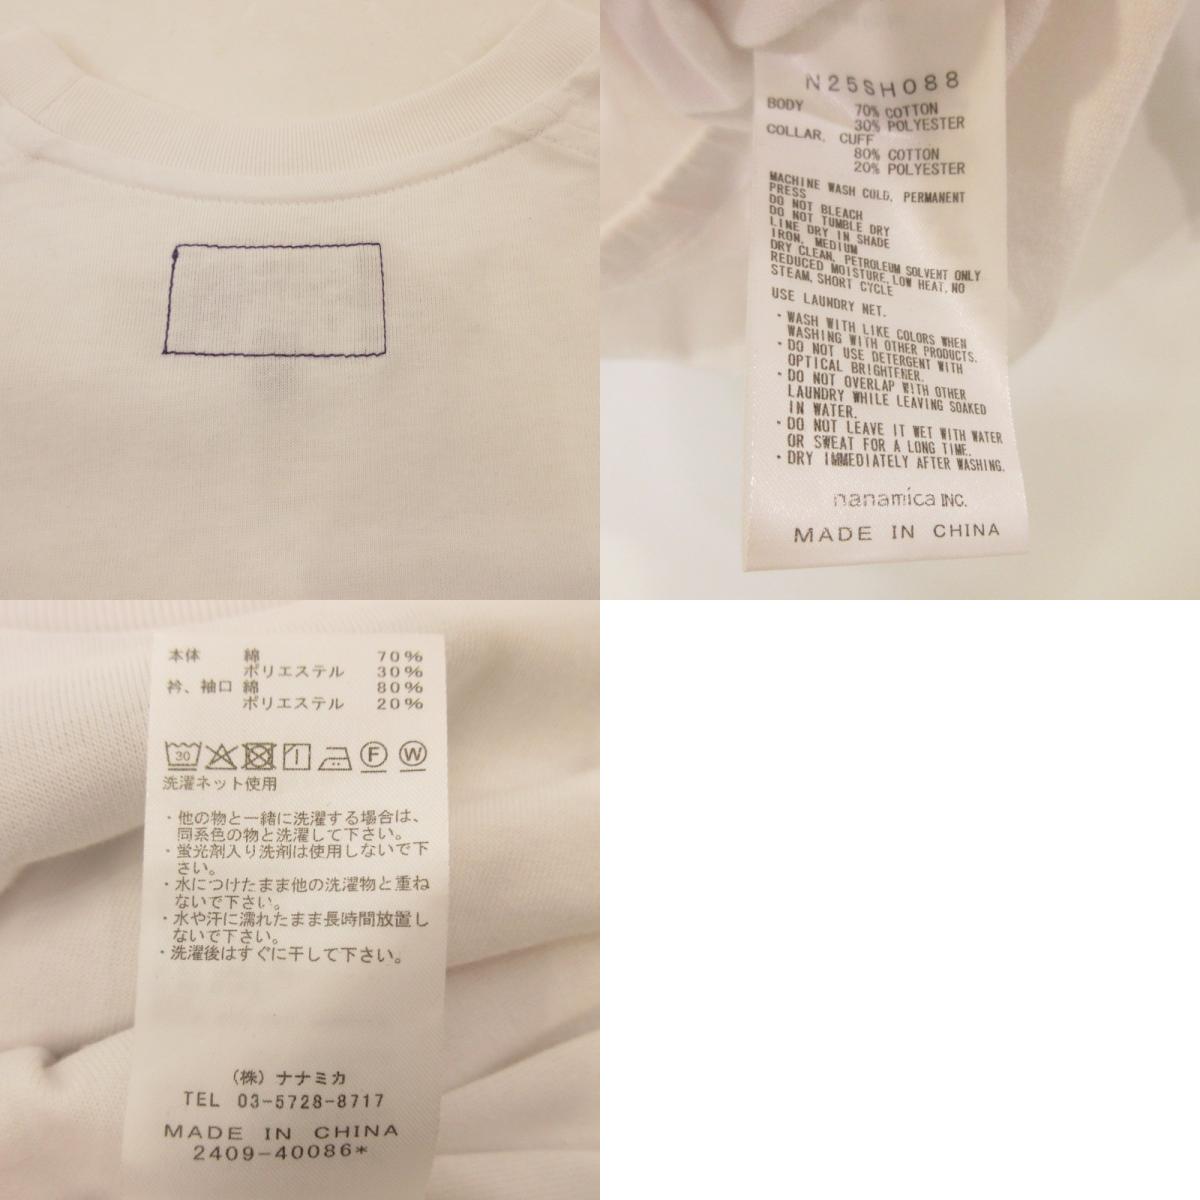 N25SH088
BODY 70% COTTON
30% POLYESTER
COLLAR, CUFF
80% COTTON
20% POLYESTER
MACHINE WASH COLD, PERMANENT
PRESS
DO NOT BLEACH
DO NOT TUMBLE DRY
LINE DRY IN SHADE
IRON, MEDIUM
DRY CLEAN, PETROLEUM SOLVENT ONLY
REDUCED MOISTURE, LOW HEAT, NO
STEAM, SHORT CYCLE
USE LAUNDRY NET.
・WASH WITH LIKE COLORS WHEN
WASHING WITH OTHER PRODUCTS.
・DO NOT USE DETERGENT WITH
OPTICAL BRIGHTENER.
・DO NOT OVERLAP WITH OTHER
LAUNDRY WHILE LEAVING SOAKED
IN WATER.
・DO NOT LEAVE IT WET WITH WATER
OR SWEAT FOR A LONG TIME.
・DRY IMMEDIATELY AFTER WASHING.
nanamica INC.
MADE IN CHINA
本体 綿 70%
ポリエステル 30%
衿、袖口 綿 80%
ポリエステル 20%
30 F W
洗濯ネット使用
・他の物と一緒に洗濯する場合は、
同系色の物と洗濯して下さい。
・蛍光剤入り洗剤は使用しないで下
さい。
・水につけたまま他の洗濯物と重ね
ないで下さい。
・水や汗に濡れたまま長時間放置し
ないで下さい。
・洗濯後はすぐに干して下さい。
(株) ナナミカ
TEL 03-5728-8717
MADE IN CHINA
2409-40086*